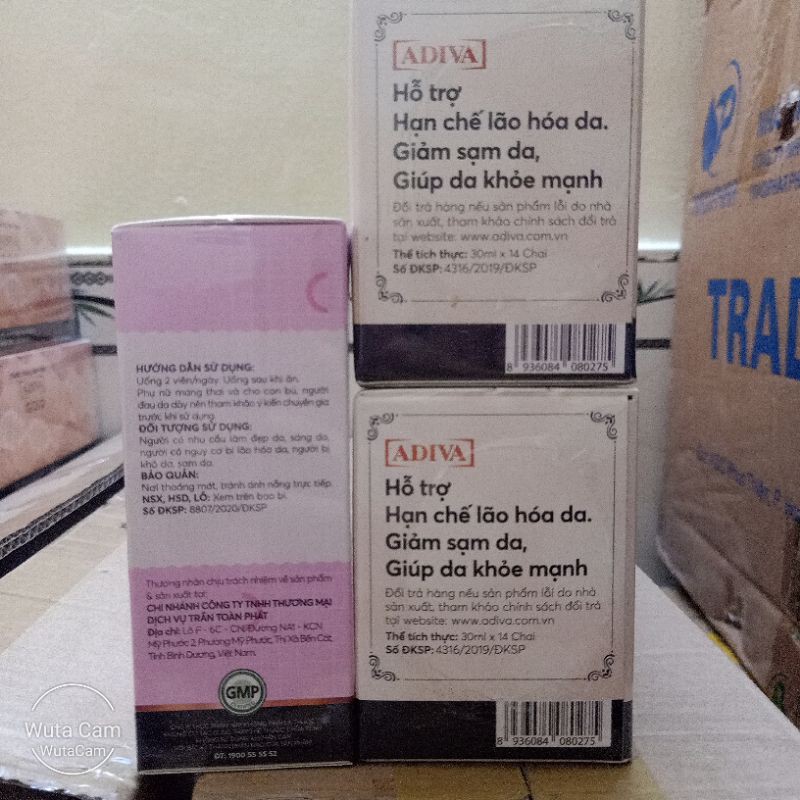 ADIVA
Hỗ trợ
Hạn chế lão hóa da.
Giảm sạm da,
Giúp da khỏe mạnh
Đổi trả hàng nếu sản phẩm lỗi do nhà
sản xuất, tham khảo chính sách đổi trả
tại website: www.adiva.com.vn
Thể tích thực: 30ml x 14 Chai
Số ĐKSP: 4316/2019/ĐKSP
8 936084 080275
HƯỚNG DẪN SỬ DỤNG:
Uống 2 viên/ngày. Uống sau khi ăn.
Phụ nữ mang thai và cho con bú, người
đau dạ dày nên tham khảo ý kiến chuyên gia
trước khi sử dụng.
ĐỐI TƯỢNG SỬ DỤNG:
Người có nhu cầu làm đẹp da, sáng da,
người có nguy cơ bị lão hóa da, người bị
khô da, sạm da.
BẢO QUẢN:
Nơi thoáng mát, tránh ánh nắng trực tiếp.
NSX, HSD, LÔ: Xem trên bao bì.
Số ĐKSP: 8807/2020/ĐKSP
Thương nhân chịu trách nhiệm về sản phẩm
& sản xuất tại:
CHI NHÁNH CÔNG TY TNHH THƯƠNG MẠI
DỊCH VỤ TRẦN TOÀN PHÁT
Địa chỉ: Lô F - 6C - CN/Đường NA1 - KCN
Mỹ Phước 2, Phường Mỹ Phước, Thị Xã Bến Cát,
Tỉnh Bình Dương, Việt Nam.
GMP
ĐT: 1900 55 55 52
ADIVA
Hỗ trợ
Hạn chế lão hóa da.
Giảm sạm da,
Giúp da khỏe mạnh
Đổi trả hàng nếu sản phẩm lỗi do nhà
sản xuất, tham khảo chính sách đổi trả
tại website: www.adiva.com.vn
Thể tích thực: 30ml x 14 Chai
Số ĐKSP: 4316/2019/ĐKSP
8 936084 080275
TRAD
Wuta Cam
WutaCam